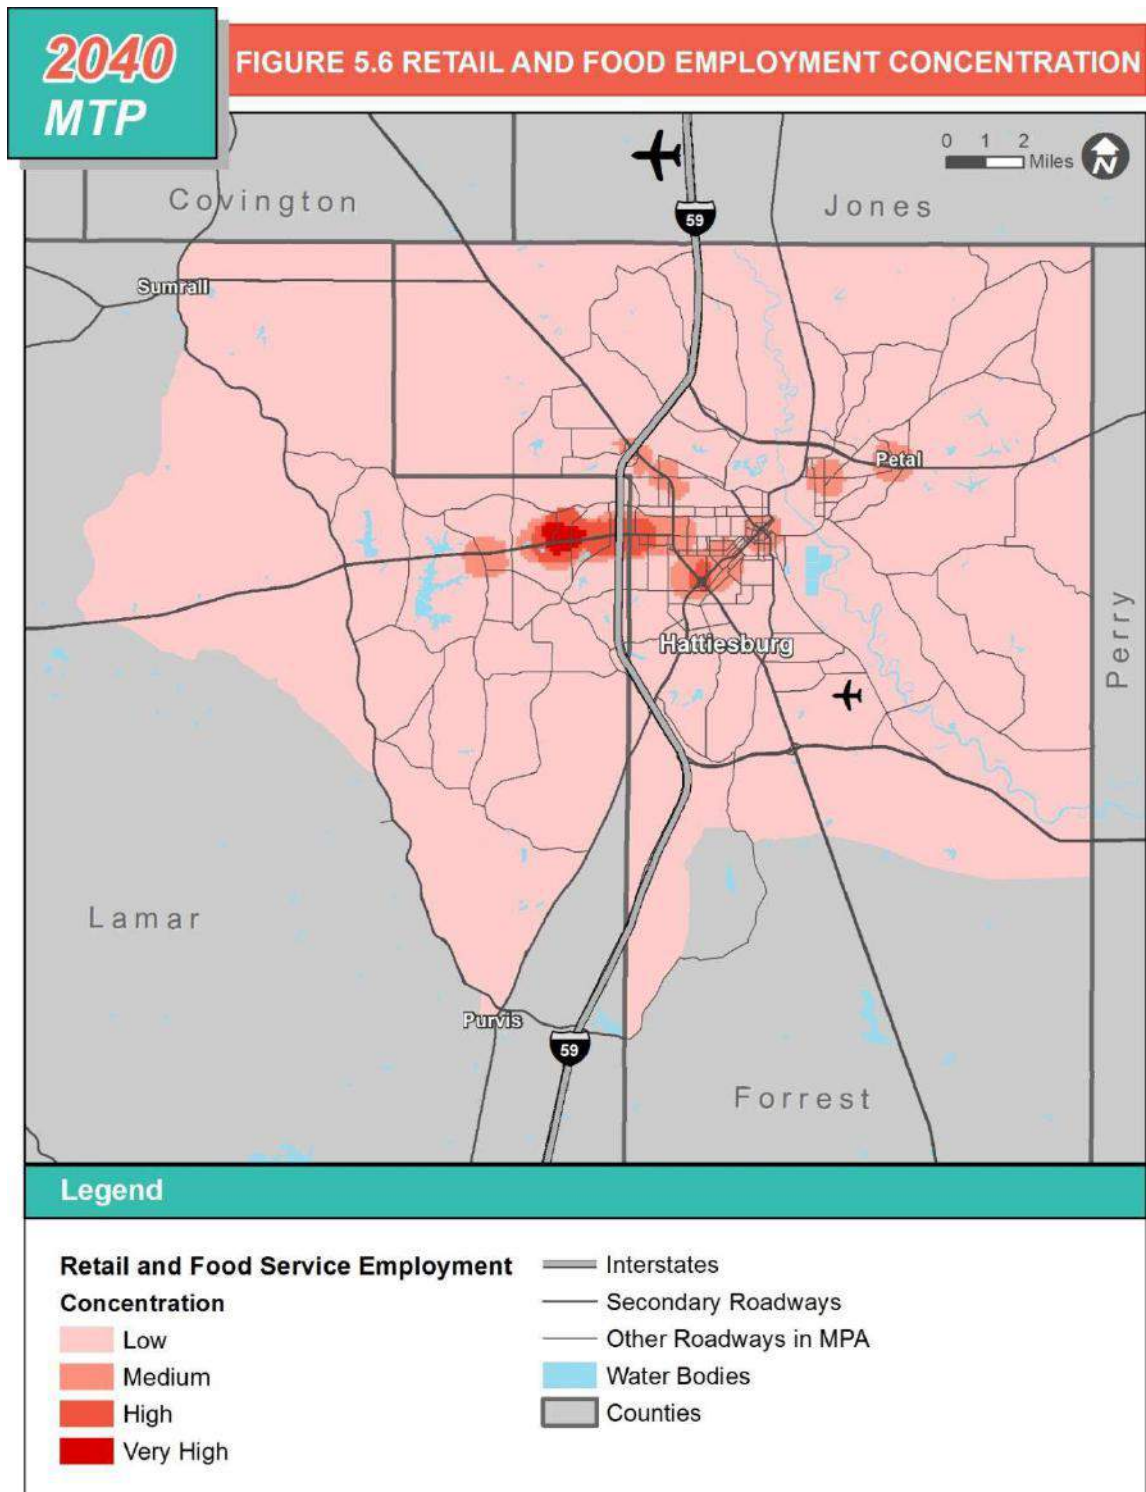 2040
MTP
FIGURE 5.6 RETAIL AND FOOD EMPLOYMENT CONCENTRATION
0 1 2
Miles
N
Covington
Jones
59
Sumrall
Petal
Perry
Hattiesburg
Lamar
Purvis
59
Forrest
Legend
Retail and Food Service Employment
Concentration
Low
Medium
High
Very High
Interstates
Secondary Roadways
Other Roadways in MPA
Water Bodies
Counties